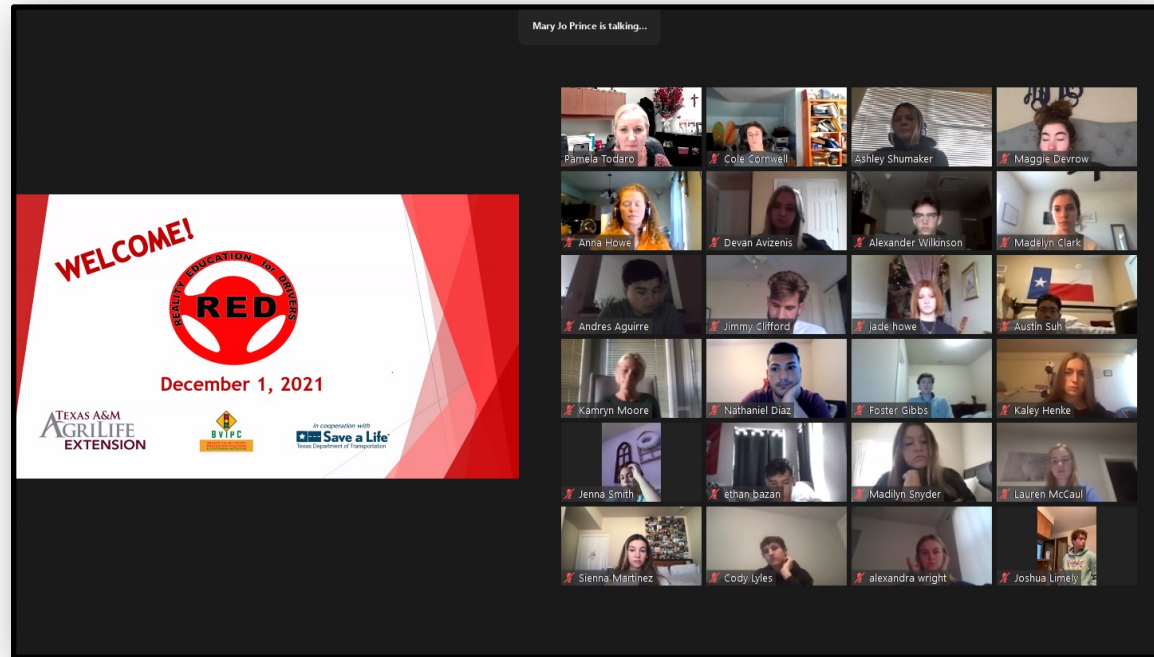 Mary Jo Prince is talking...
WELCOME!
REALITY EDUCATION for DRIVERS
RED
December 1, 2021
TEXAS A&M
AGRILIFE
EXTENSION
BVIPC
In cooperation with
Save a Life
Texas Department of Transportation
Pamela Todaro
Cole Cornwell
Ashley Shumaker
Maggie Devrow
Anna Howe
Devan Avizenis
Alexander Wilkinson
Madelyn Clark
Andres Aguirre
Jimmy Clifford
jade howe
Austin Suh
Kamryn Moore
Nathaniel Diaz
Foster Gibbs
Kaley Henke
Jenna Smith
ethan bazan
Madilyn Snyder
Lauren McCaul
Sienna Martinez
Cody Lyles
alexandra wright
Joshua Limely